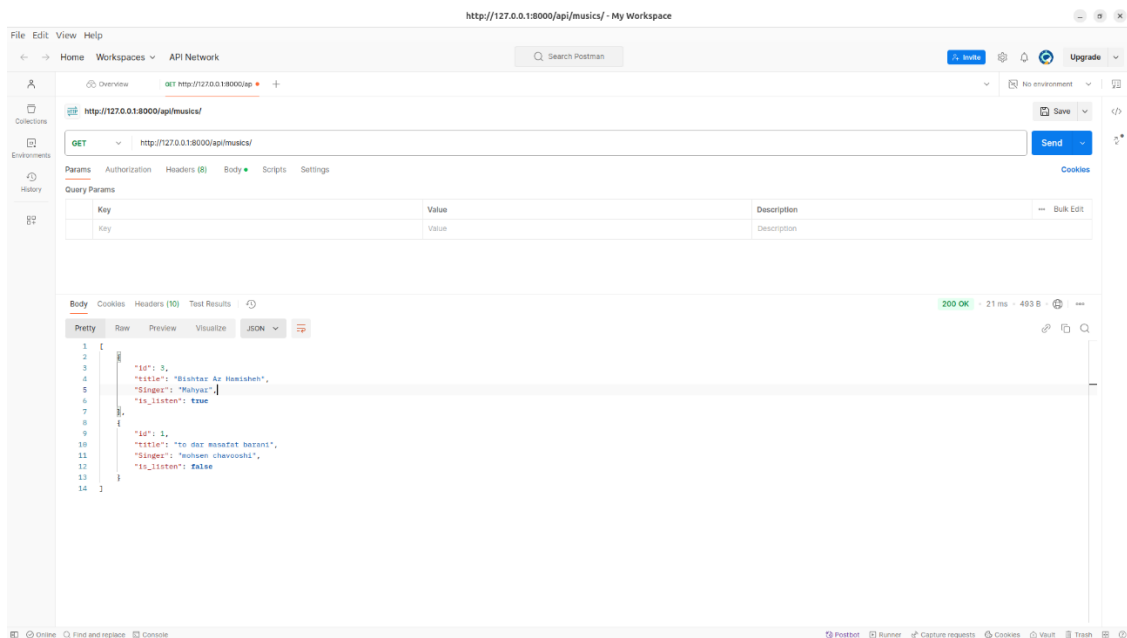 http://127.0.0.1:8000/api/musics/ - My Workspace
File Edit View Help
Home Workspaces API Network Search Postman Invite Upgrade
Overview GET http://127.0.0.1:8000/ap No environment
Collections
Environments
History
HTTP http://127.0.0.1:8000/api/musics/ Save
GET http://127.0.0.1:8000/api/musics/ Send
Params Authorization Headers (8) Body Scripts Settings Cookies
Query Params
Key Value Description Bulk Edit
Key Value Description
Body Cookies Headers (10) Test Results 200 OK 21 ms 493 B
Pretty Raw Preview Visualize JSON
1 [
2 {
3 "id": 3,
4 "title": "Bishtar Az Hamisheh",
5 "Singer": "Mahyar",
6 "is_listen": true
7 },
8 {
9 "id": 1,
10 "title": "to dar masafat barani",
11 "Singer": "mohsen chavooshi",
12 "is_listen": false
13 }
14 ]
Online Find and replace Console Postbot Runner Capture requests Cookies Vault Trash